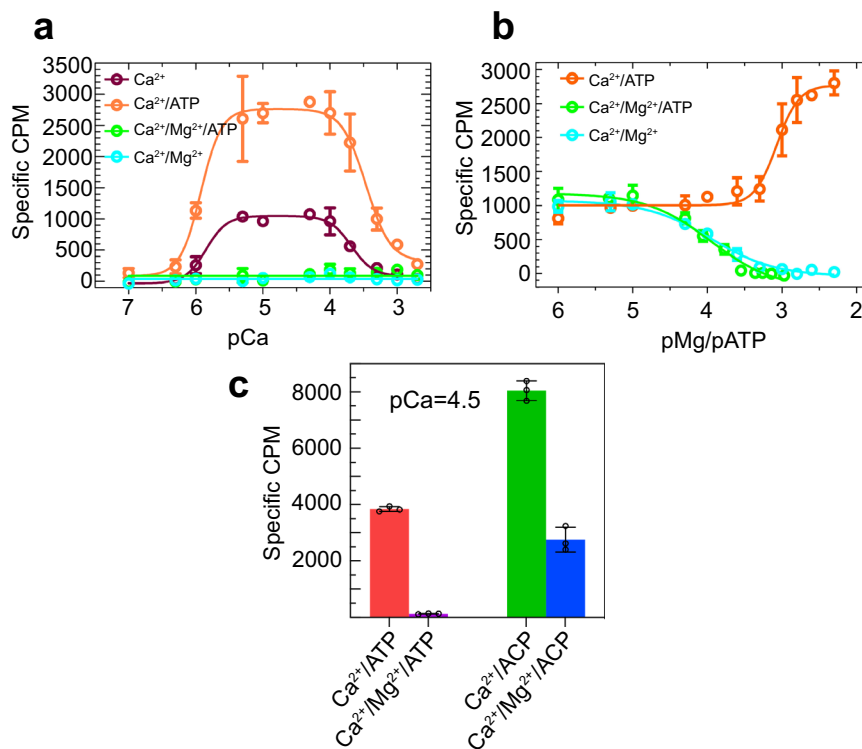 a
3500
3000
2500
2000
1500
1000
500
0
Specific CPM
Ca²⁺
Ca²⁺/ATP
Ca²⁺/Mg²⁺/ATP
Ca²⁺/Mg²⁺
7 6 5 4 3
pCa
b
3000
2500
2000
1500
1000
500
0
Specific CPM
Ca²⁺/ATP
Ca²⁺/Mg²⁺/ATP
Ca²⁺/Mg²⁺
6 5 4 3 2
pMg/pATP
c
8000
6000
4000
2000
Specific CPM
pCa=4.5
Ca²⁺/ATP
Ca²⁺/Mg²⁺/ATP
Ca²⁺/ACP
Ca²⁺/Mg²⁺/ACP